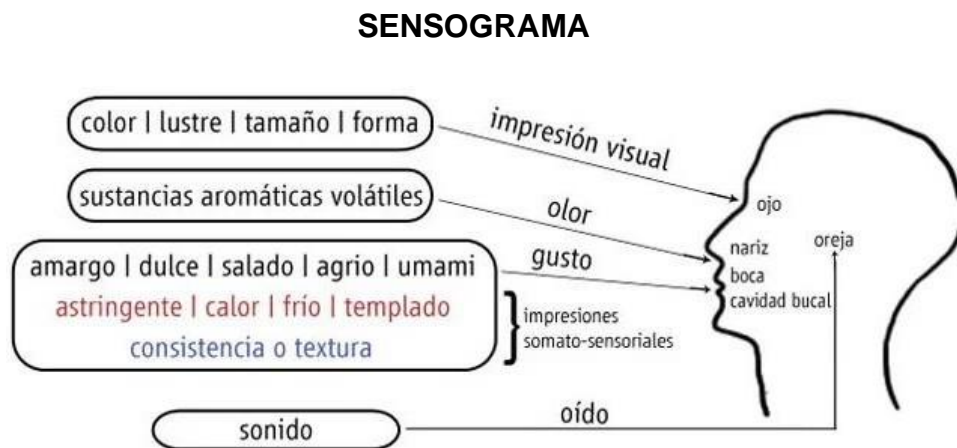 SENSOGRAMA
color | lustre | tamaño | forma
impresión visual
ojo
sustancias aromáticas volátiles
olor
nariz
oreja
amargo | dulce | salado | agrio | umami
gusto
boca
cavidad bucal
astringente | calor | frío | templado
consistencia o textura
impresiones
somato-sensoriales
sonido
oído